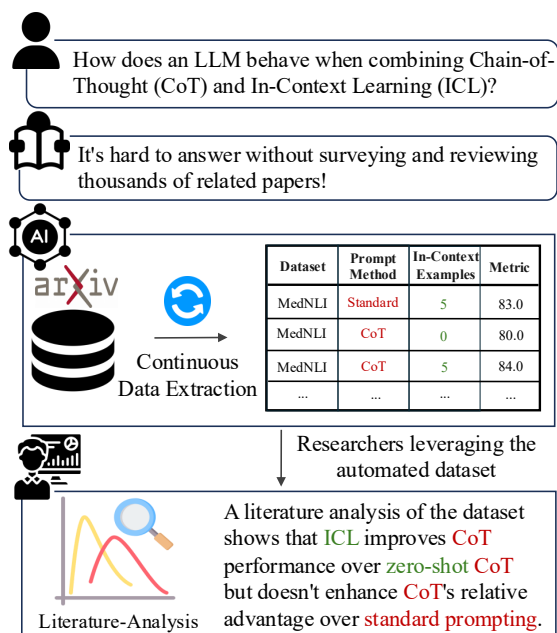 How does an LLM behave when combining Chain-of-
Thought (CoT) and In-Context Learning (ICL)?
It's hard to answer without surveying and reviewing
thousands of related papers!
AI
arXiv
Continuous
Data Extraction
Dataset Prompt Method In-Context Examples Metric
MedNLI Standard 5 83.0
MedNLI CoT 0 80.0
MedNLI CoT 5 84.0
... ... ... ...
Researchers leveraging the
automated dataset
Literature-Analysis
A literature analysis of the dataset
shows that ICL improves CoT
performance over zero-shot CoT
but doesn't enhance CoT's relative
advantage over standard prompting.